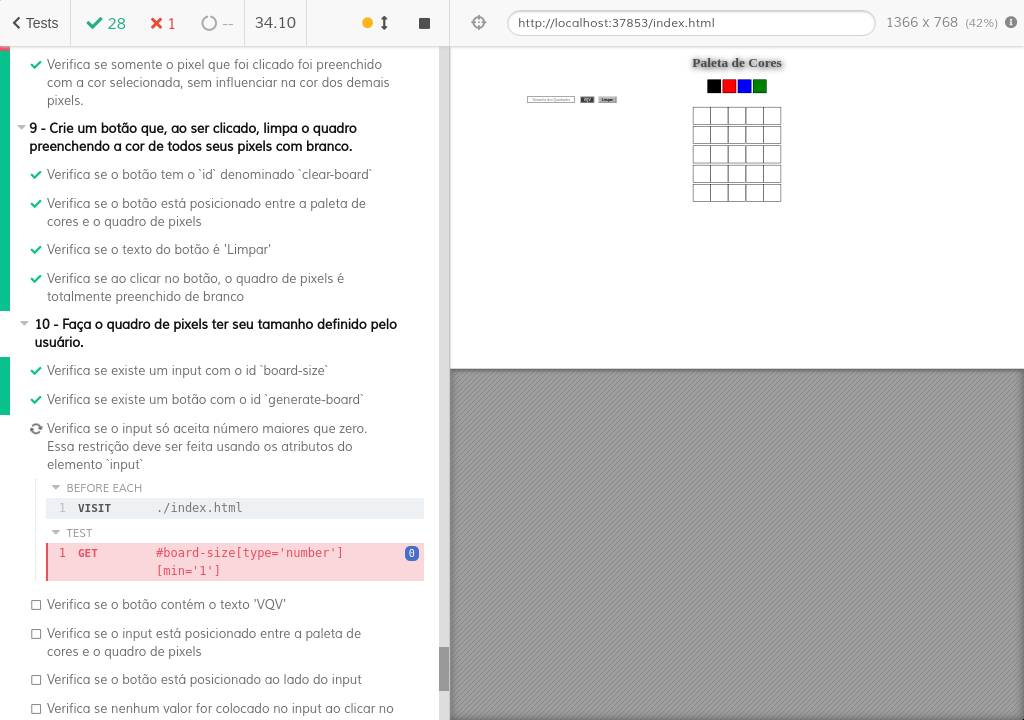 Tests
28
1
--
34.10
http://localhost:37853/index.html
1366 x 768 (42%)
Verifica se somente o pixel que foi clicado foi preenchido
com a cor selecionada, sem influenciar na cor dos demais
pixels.
9 - Crie um botão que, ao ser clicado, limpa o quadro
preenchendo a cor de todos seus pixels com branco.
Verifica se o botão tem o `id` denominado `clear-board`
Verifica se o botão está posicionado entre a paleta de
cores e o quadro de pixels
Verifica se o texto do botão é 'Limpar'
Verifica se ao clicar no botão, o quadro de pixels é
totalmente preenchido de branco
10 - Faça o quadro de pixels ter seu tamanho definido pelo
usuário.
Verifica se existe um input com o id `board-size`
Verifica se existe um botão com o id `generate-board`
Verifica se o input só aceita número maiores que zero.
Essa restrição deve ser feita usando os atributos do
elemento `input`
BEFORE EACH
1 VISIT ./index.html
TEST
1 GET #board-size[type='number'] 0
[min='1']
Verifica se o botão contém o texto 'VQV'
Verifica se o input está posicionado entre a paleta de
cores e o quadro de pixels
Verifica se o botão está posicionado ao lado do input
Verifica se nenhum valor for colocado no input ao clicar no
Paleta de Cores
VQV
Limpar